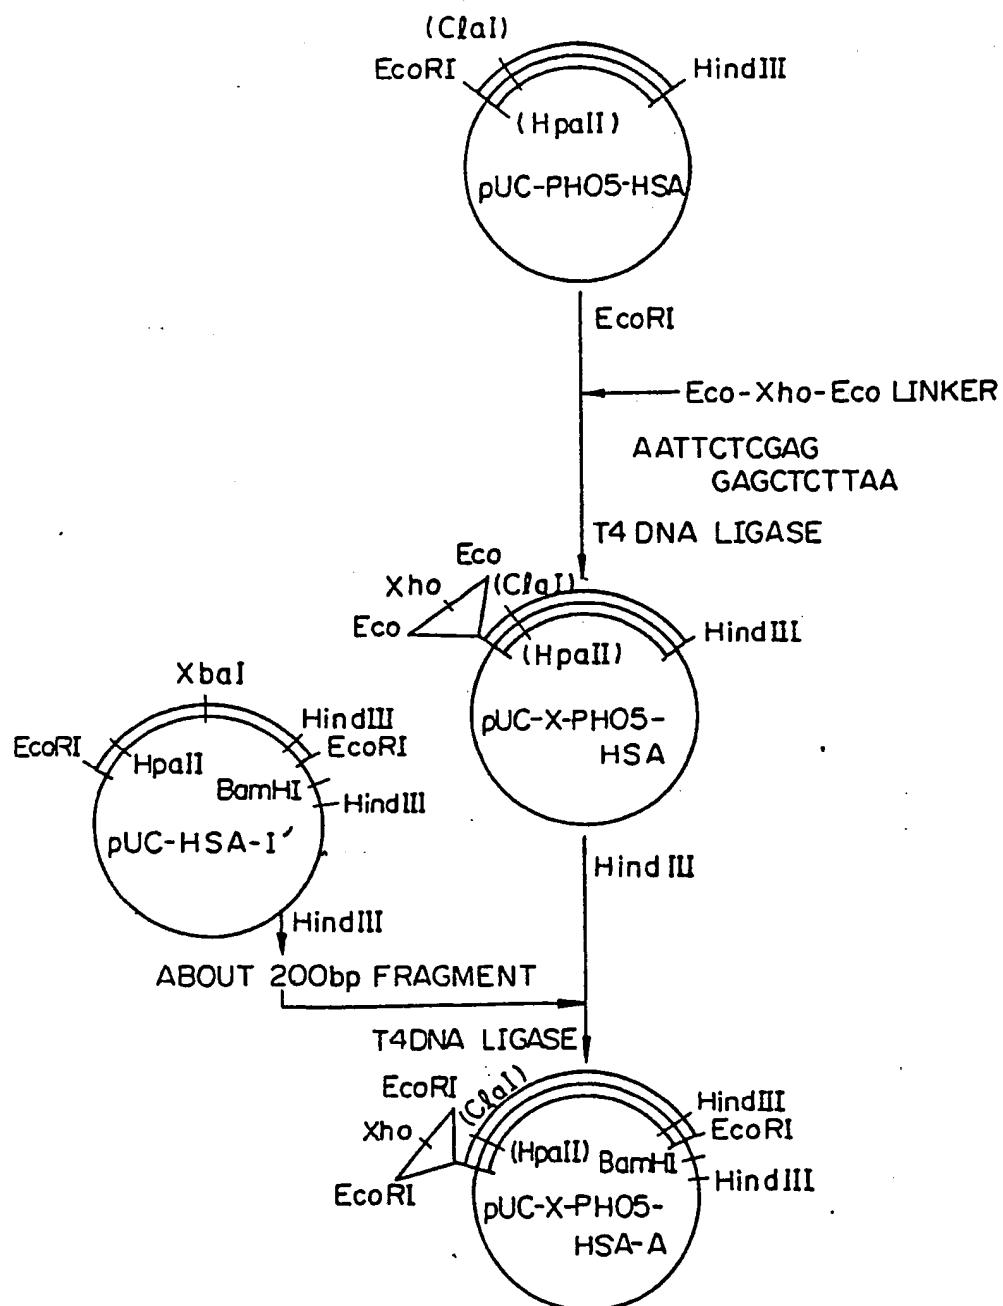 (ClaI)
EcoRI
HindIII
(HpaII)
pUC-PHO5-HSA
EcoRI
Eco-Xho-Eco LINKER
AATTCTCGAG
GAGCTCTTAA
T4 DNA LIGASE
Eco
Xho
(ClaI)
Eco
HindIII
(HpaII)
pUC-X-PHO5-
HSA
XbaI
HindIII
EcoRI
EcoRI
HpaII
BamHI
HindIII
pUC-HSA-I'
HindIII
HindIII
ABOUT 200bp FRAGMENT
T4 DNA LIGASE
EcoRI
(ClaI)
Xho
HindIII
EcoRI
(HpaII)
BamHI
EcoRI
HindIII
pUC-X-PHO5-
HSA-A